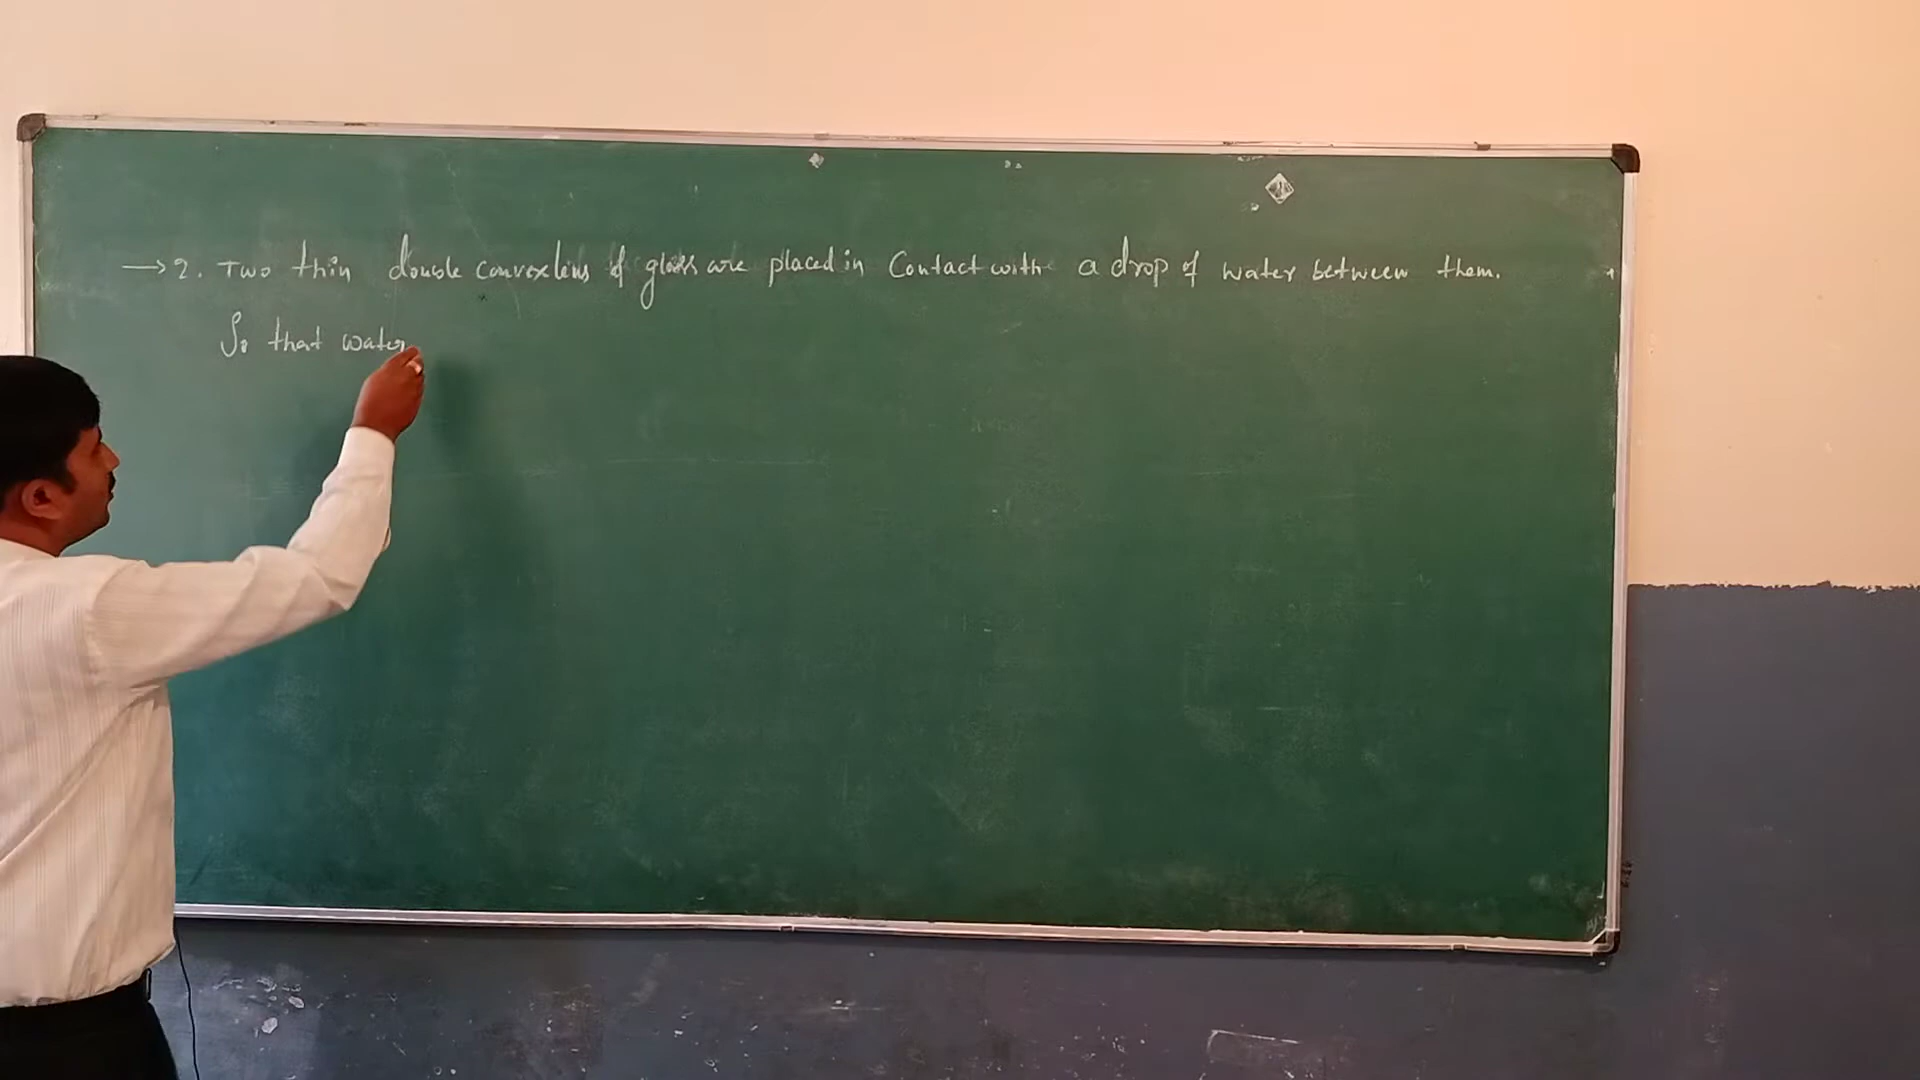 → 2. Two thin double convex lens of glass are placed in Contact with a drop of water between them.
So that water